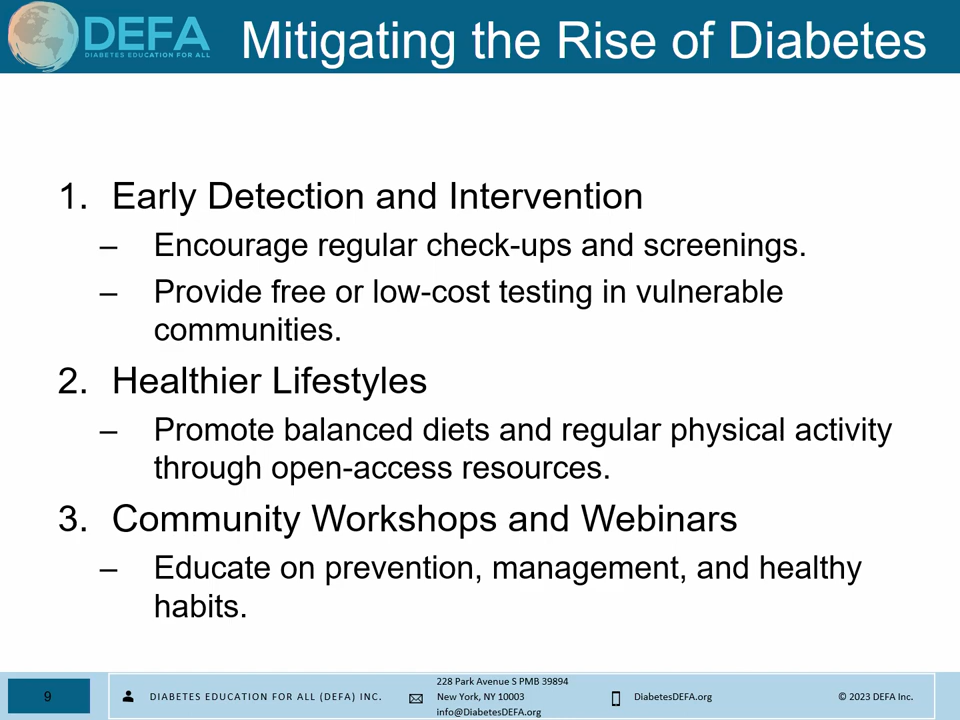 DEFA
DIABETES EDUCATION FOR ALL
Mitigating the Rise of Diabetes
1. Early Detection and Intervention
– Encourage regular check-ups and screenings.
– Provide free or low-cost testing in vulnerable
communities.
2. Healthier Lifestyles
– Promote balanced diets and regular physical activity
through open-access resources.
3. Community Workshops and Webinars
– Educate on prevention, management, and healthy
habits.
9
DIABETES EDUCATION FOR ALL (DEFA) INC.
228 Park Avenue S PMB 39894
New York, NY 10003
info@DiabetesDEFA.org
DiabetesDEFA.org
© 2023 DEFA Inc.